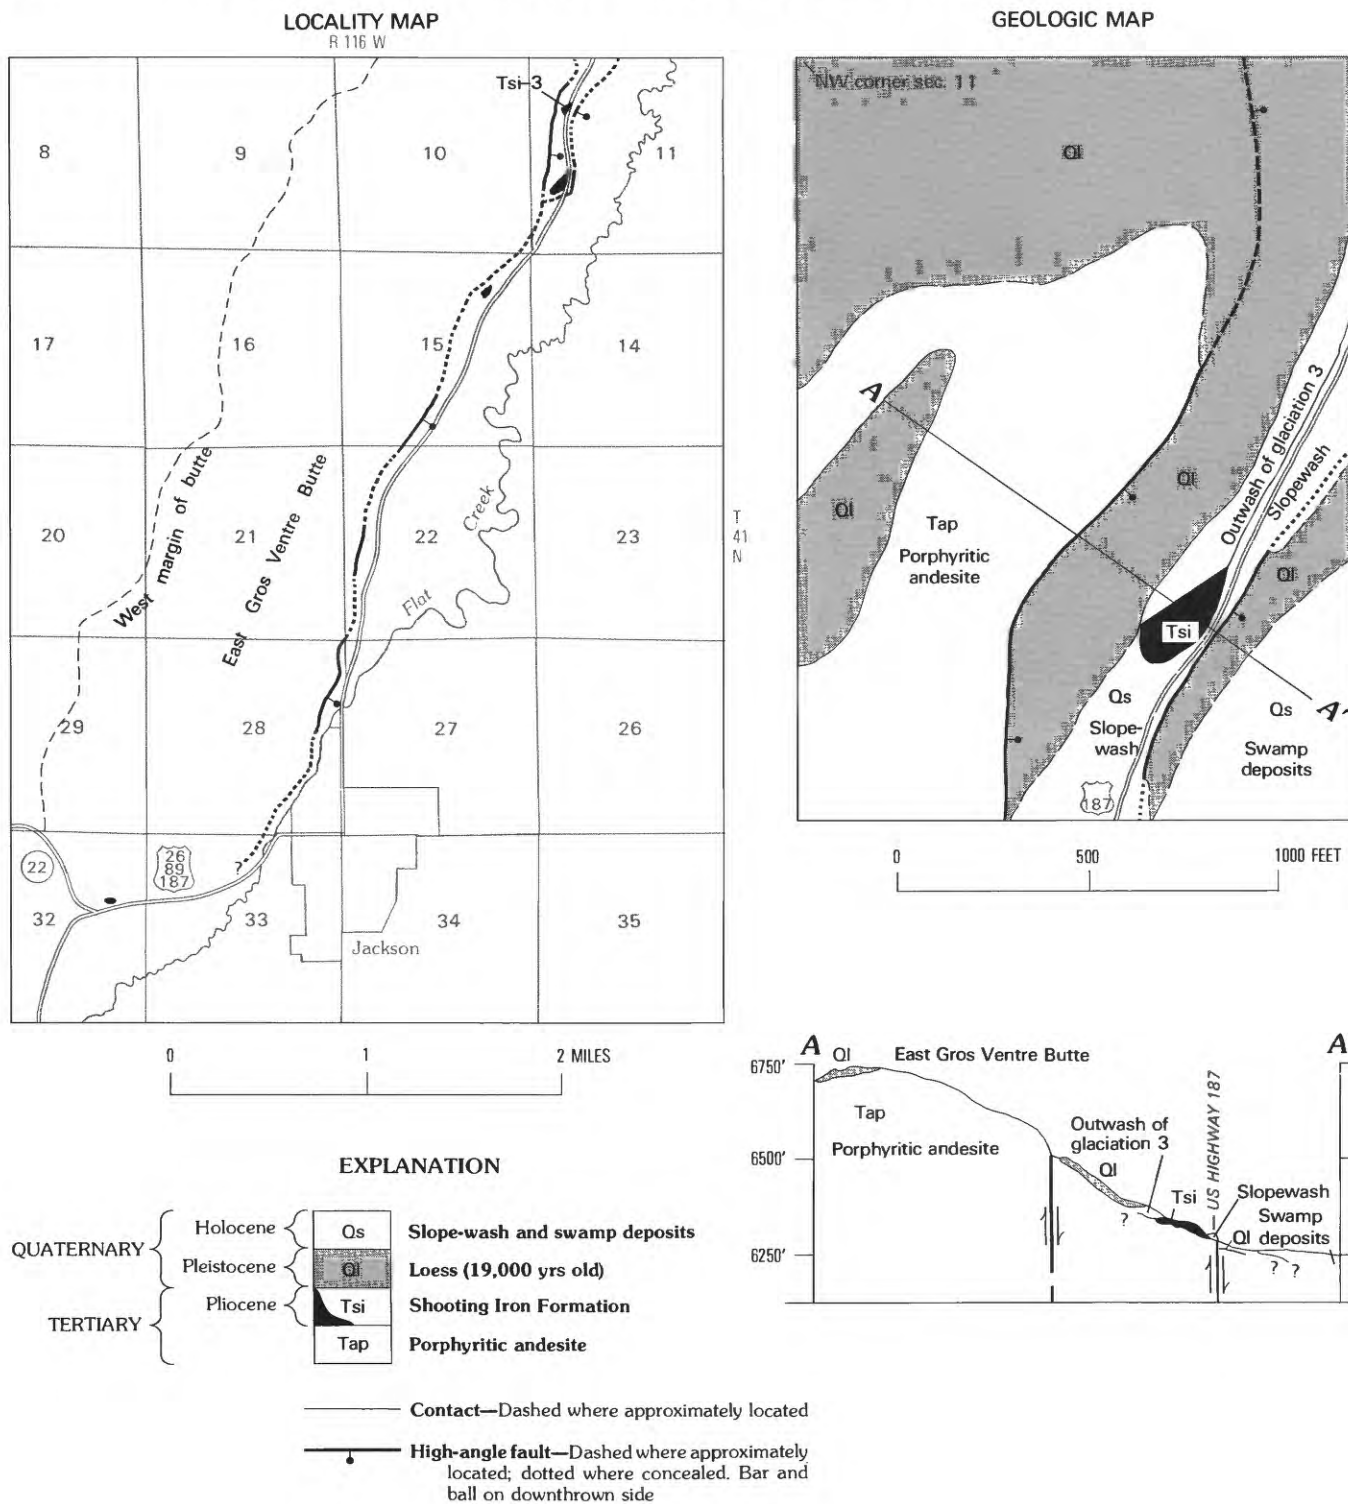 LOCALITY MAP
R 116 W
Tsi-3
8
9
10
11
17
16
15
14
20
21
22
23
29
28
27
26
32
33
34
35
West margin of butte
East Gros Ventre Butte
Flat Creek
T
41
N
22
26
89
187
?
Jackson
0 1 2 MILES
GEOLOGIC MAP
NW corner sec. 11
Ql
A
Ql
Tap
Porphyritic
andesite
Ql
Outwash of glaciation 3
Slopewash
Ql
Tsi
Qs
Slope-
wash
187
A'
Qs
Swamp
deposits
0 500 1000 FEET
A
Ql
East Gros Ventre Butte
A
6750'
6500'
6250'
Tap
Porphyritic andesite
Outwash of
glaciation 3
Ql
Tsi
US HIGHWAY 187
Slopewash
Swamp
Ql deposits
?
? ?
EXPLANATION
QUATERNARY
Holocene
Qs
Slope-wash and swamp deposits
Pleistocene
Ql
Loess (19,000 yrs old)
TERTIARY
Pliocene
Tsi
Shooting Iron Formation
Tap
Porphyritic andesite
Contact—Dashed where approximately located
High-angle fault—Dashed where approximately
located; dotted where concealed. Bar and
ball on downthrown side